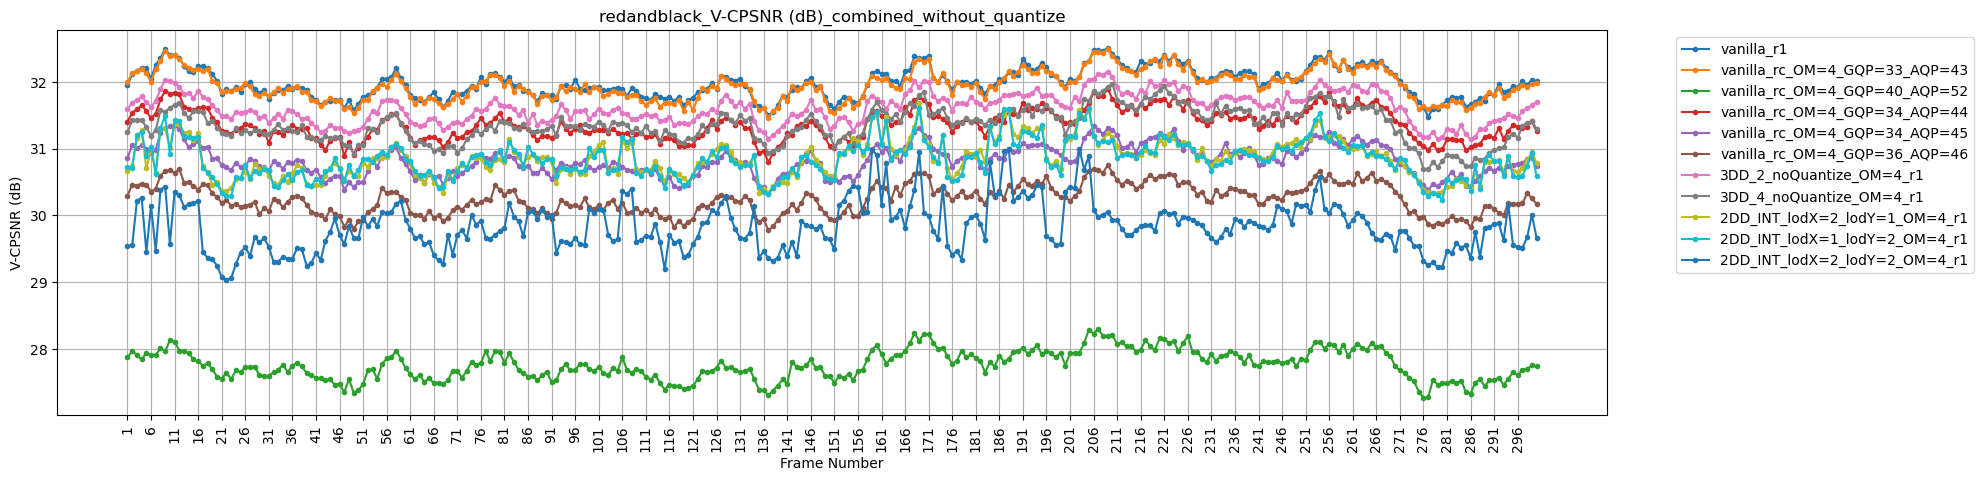 redandblack_V-CPSNR (dB)_combined_without_quantize
V-CPSNR (dB)
32
31
30
29
28
1 6 11 16 21 26 31 36 41 46 51 56 61 66 71 76 81 86 91 96 101 106 111 116 121 126 131 136 141 146 151 156 161 166 171 176 181 186 191 196 201 206 211 216 221 226 231 236 241 246 251 256 261 266 271 276 281 286 291 296
Frame Number
vanilla_r1
vanilla_rc_OM=4_GQP=33_AQP=43
vanilla_rc_OM=4_GQP=40_AQP=52
vanilla_rc_OM=4_GQP=34_AQP=44
vanilla_rc_OM=4_GQP=34_AQP=45
vanilla_rc_OM=4_GQP=36_AQP=46
3DD_2_noQuantize_OM=4_r1
3DD_4_noQuantize_OM=4_r1
2DD_INT_lodX=2_lodY=1_OM=4_r1
2DD_INT_lodX=1_lodY=2_OM=4_r1
2DD_INT_lodX=2_lodY=2_OM=4_r1